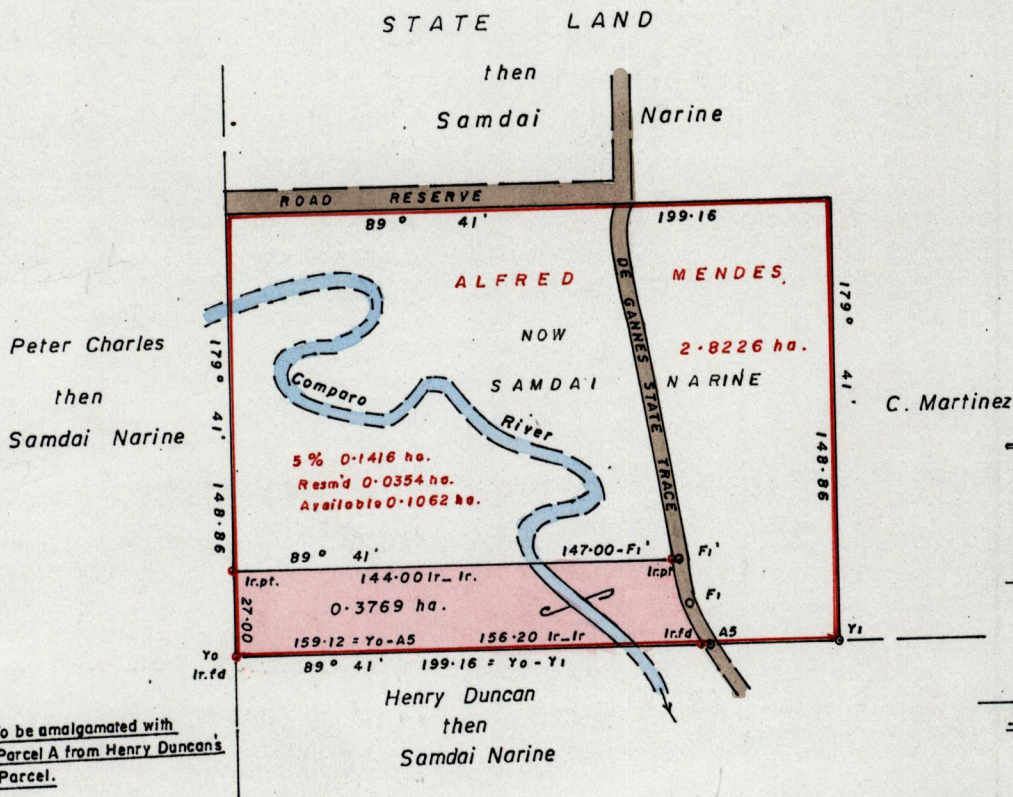 STATE LAND
then
Samdai Narine
ROAD RESERVE
89° 41' 199·16
ALFRED MENDES.
NOW
2·8226 ha.
SAMDAI NARINE
DE GANNES STATE TRACE
179° 41'
148·86
C. Martinez
Peter Charles
then
Samdai Narine
179° 41' 148·86
Comparo
River
5% 0·1416 ha.
Resm'd 0·0354 ha.
Available 0·1062 ha.
89° 41' 147·00-F1'
F1'
Ir.pt.
144·00 Ir_Ir.
Ir.pt
F1
27·00
0·3769 ha.
159·12 = Y0-A5 156·20 Ir_Ir
Ir.fd
A5
Y1
Y0
Ir.fd
89° 41' 199·16 = Y0-Y1
Henry Duncan
then
Samdai Narine
o be amalgamated with
Parcel A from Henry Duncan's
Parcel.